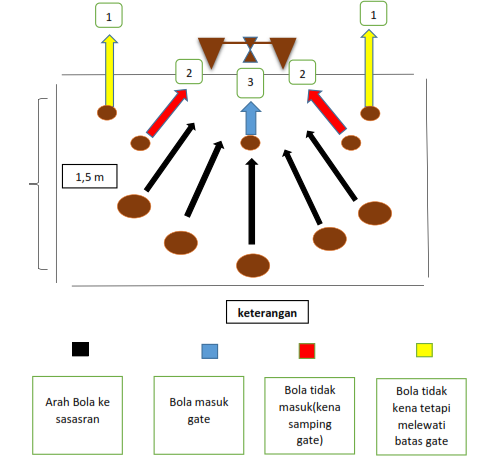 1
1
2
2
3
1,5 m
keterangan
Arah Bola ke
sasasran
Bola masuk
gate
Bola tidak
masuk(kena
samping
gate)
Bola tidak
kena tetapi
melewati
batas gate